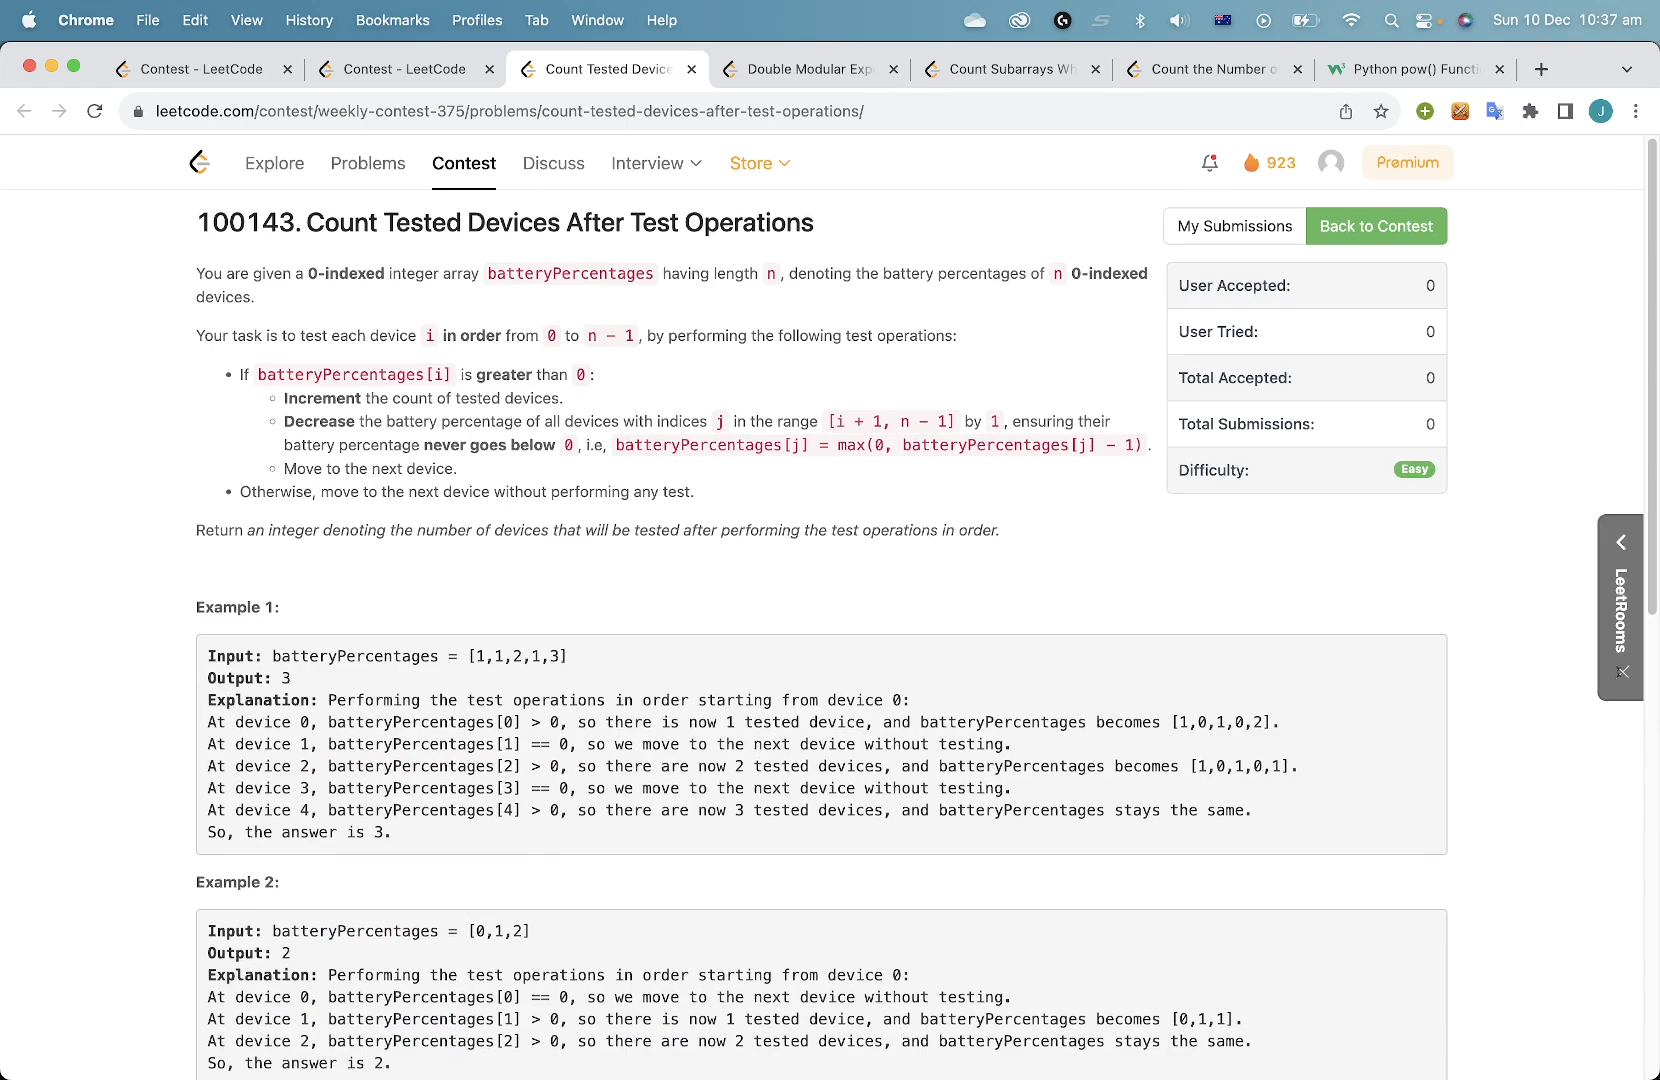 Chrome File Edit View History Bookmarks Profiles Tab Window Help Sun 10 Dec 10:37 am
Contest - LeetCode Contest - LeetCode Count Tested Device Double Modular Exp Count Subarrays Wh Count the Number o Python pow() Functi
leetcode.com/contest/weekly-contest-375/problems/count-tested-devices-after-test-operations/ J
Explore Problems Contest Discuss Interview Store 923 Premium
100143. Count Tested Devices After Test Operations
My Submissions Back to Contest
You are given a 0-indexed integer array batteryPercentages having length n, denoting the battery percentages of n 0-indexed
devices.
Your task is to test each device i in order from 0 to n - 1, by performing the following test operations:
• If batteryPercentages[i] is greater than 0:
◦ Increment the count of tested devices.
◦ Decrease the battery percentage of all devices with indices j in the range [i + 1, n - 1] by 1, ensuring their
battery percentage never goes below 0, i.e, batteryPercentages[j] = max(0, batteryPercentages[j] - 1).
◦ Move to the next device.
• Otherwise, move to the next device without performing any test.
Return an integer denoting the number of devices that will be tested after performing the test operations in order.
User Accepted: 0
User Tried: 0
Total Accepted: 0
Total Submissions: 0
Difficulty: Easy
LeetRooms
Example 1:
Input: batteryPercentages = [1,1,2,1,3]
Output: 3
Explanation: Performing the test operations in order starting from device 0:
At device 0, batteryPercentages[0] > 0, so there is now 1 tested device, and batteryPercentages becomes [1,0,1,0,2].
At device 1, batteryPercentages[1] == 0, so we move to the next device without testing.
At device 2, batteryPercentages[2] > 0, so there are now 2 tested devices, and batteryPercentages becomes [1,0,1,0,1].
At device 3, batteryPercentages[3] == 0, so we move to the next device without testing.
At device 4, batteryPercentages[4] > 0, so there are now 3 tested devices, and batteryPercentages stays the same.
So, the answer is 3.
Example 2:
Input: batteryPercentages = [0,1,2]
Output: 2
Explanation: Performing the test operations in order starting from device 0:
At device 0, batteryPercentages[0] == 0, so we move to the next device without testing.
At device 1, batteryPercentages[1] > 0, so there is now 1 tested device, and batteryPercentages becomes [0,1,1].
At device 2, batteryPercentages[2] > 0, so there are now 2 tested devices, and batteryPercentages stays the same.
So, the answer is 2.